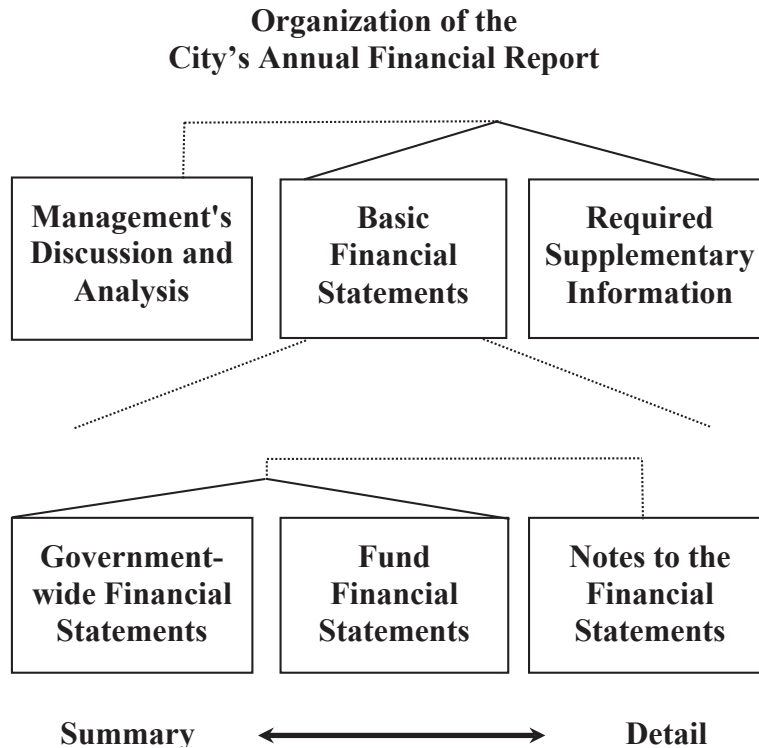 Organization of the
City’s Annual Financial Report
Management's
Discussion and
Analysis
Basic
Financial
Statements
Required
Supplementary
Information
Government-
wide Financial
Statements
Fund
Financial
Statements
Notes to the
Financial
Statements
Summary
Detail